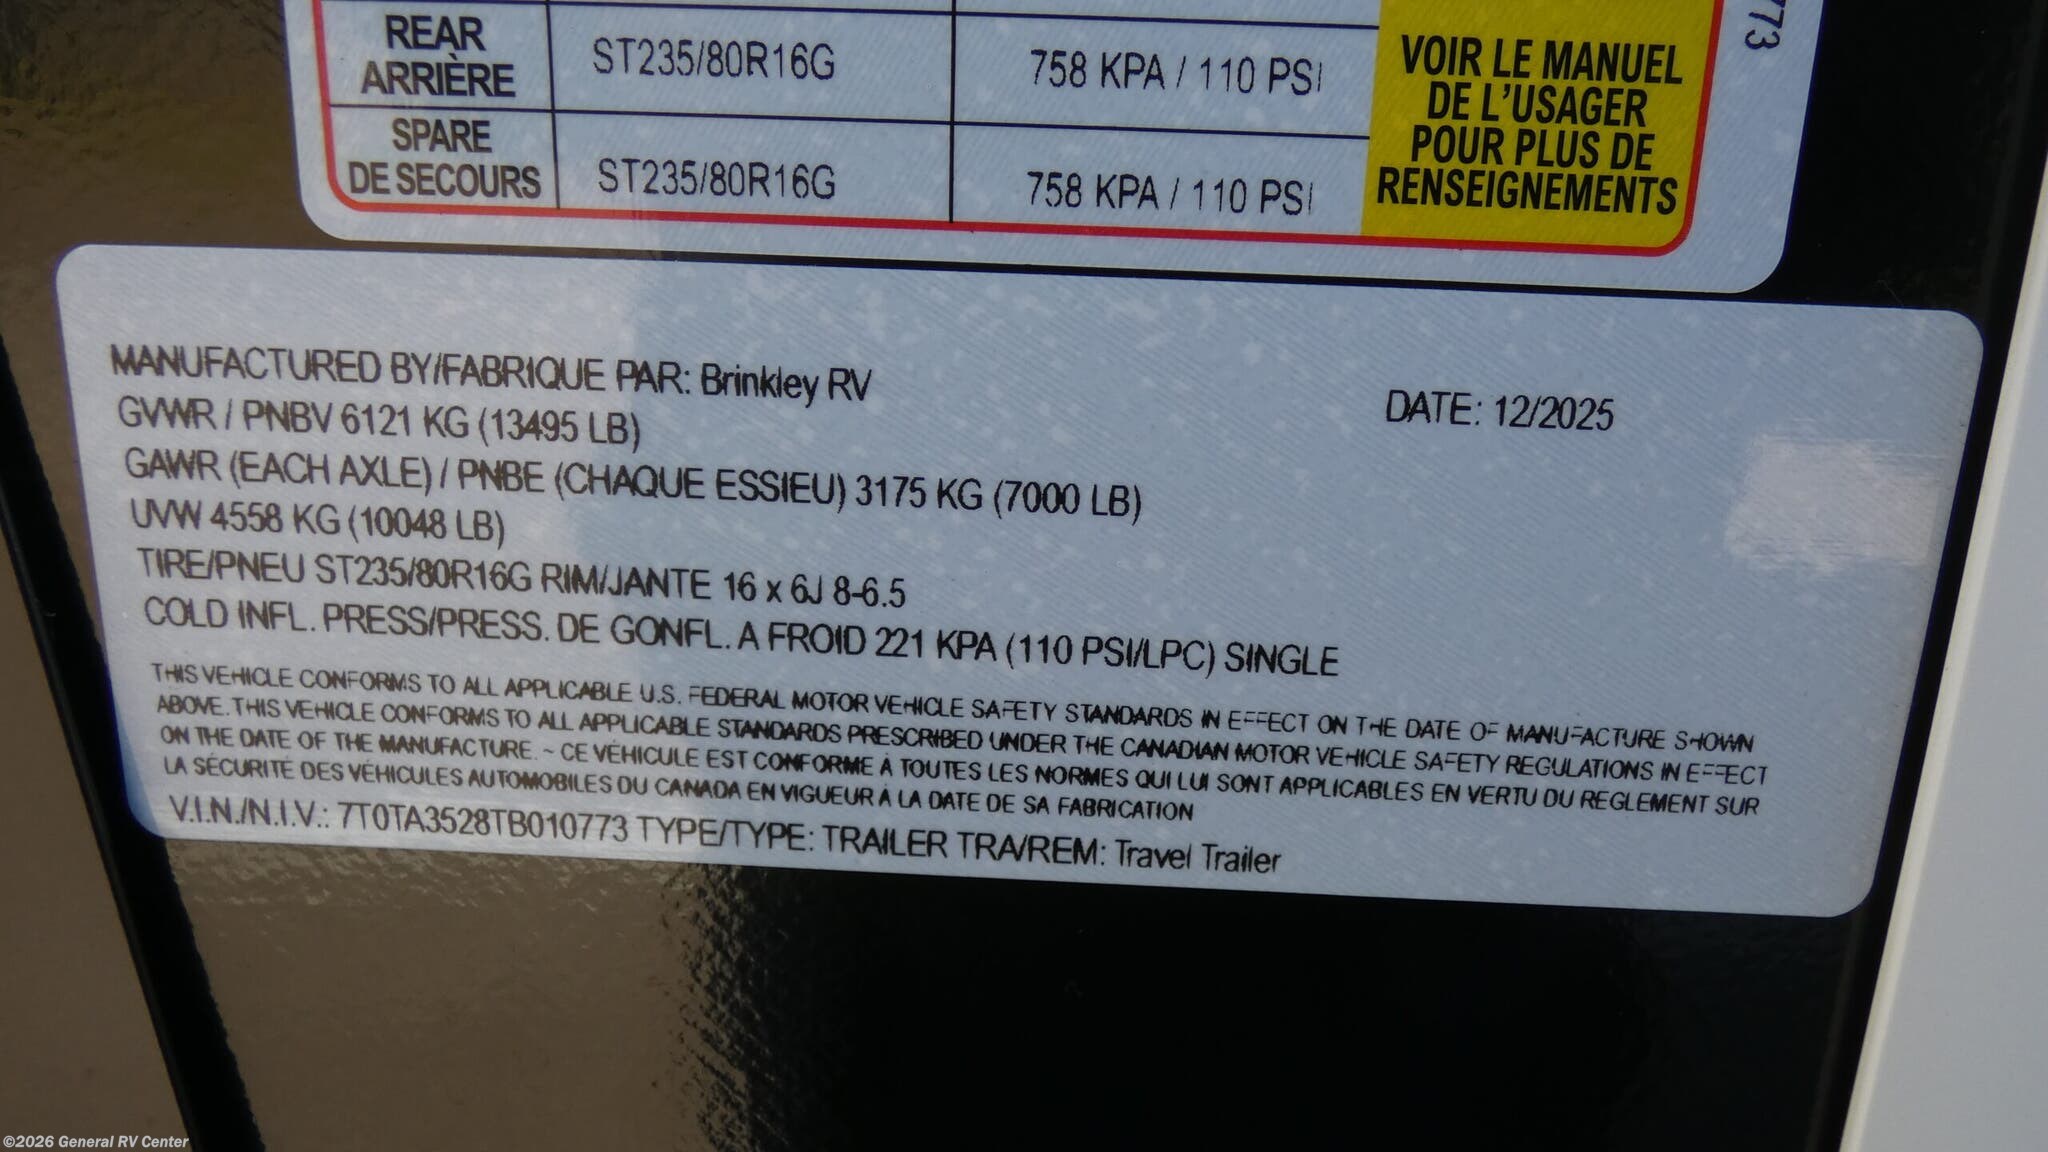 REAR
ARRIÈRE
ST235/80R16G
758 KPA / 110 PSI
SPARE
DE SECOURS
ST235/80R16G
758 KPA / 110 PSI
VOIR LE MANUEL
DE L'USAGER
POUR PLUS DE
RENSEIGNEMENTS
773
MANUFACTURED BY/FABRIQUE PAR: Brinkley RV
DATE: 12/2025
GVWR / PNBV 6121 KG (13495 LB)
GAWR (EACH AXLE) / PNBE (CHAQUE ESSIEU) 3175 KG (7000 LB)
UVW 4558 KG (10048 LB)
TIRE/PNEU ST235/80R16G RIM/JANTE 16 x 6J 8-6.5
COLD INFL. PRESS/PRESS. DE GONFL. A FROID 221 KPA (110 PSI/LPC) SINGLE
THIS VEHICLE CONFORMS TO ALL APPLICABLE U.S. FEDERAL MOTOR VEHICLE SAFETY STANDARDS IN EFFECT ON THE DATE OF MANUFACTURE SHOWN
ABOVE. THIS VEHICLE CONFORMS TO ALL APPLICABLE STANDARDS PRESCRIBED UNDER THE CANADIAN MOTOR VEHICLE SAFETY REGULATIONS IN EFFECT
ON THE DATE OF THE MANUFACTURE. ~ CE VÉHICULE EST CONFORME À TOUTES LES NORMES QUI LUI SONT APPLICABLES EN VERTU DU REGLEMENT SUR
LA SÉCURITÉ DES VÉHICULES AUTOMOBILES DU CANADA EN VIGUEUR À LA DATE DE SA FABRICATION
V.I.N./N.I.V.: 7T0TA3528TB010773 TYPE/TYPE: TRAILER TRA/REM: Travel Trailer
©2026 General RV Center